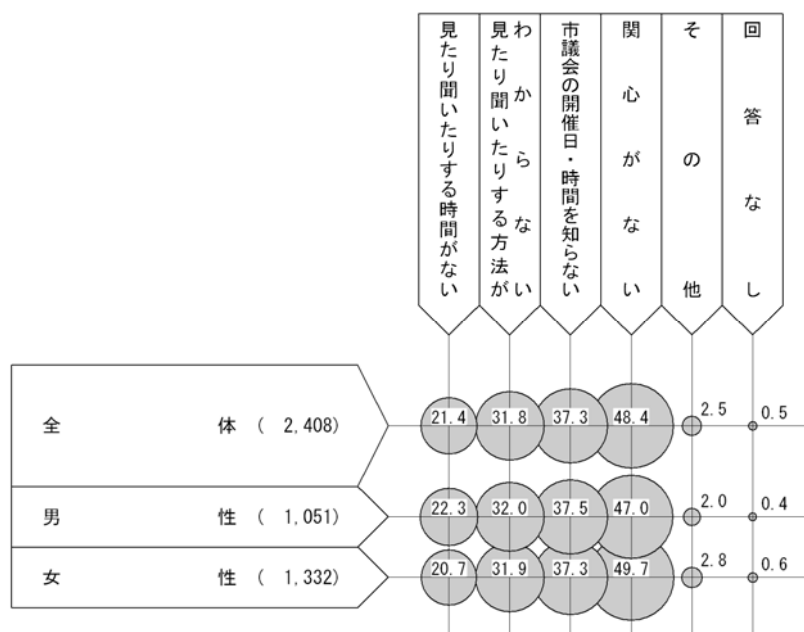 見たり聞いたりする時間がない
見たり聞いたりする方法が
わからない
市議会の開催日・時間を知らない
関心がない
その他
回答なし
全体 ( 2,408)
21.4
31.8
37.3
48.4
2.5
0.5
男性 ( 1,051)
22.3
32.0
37.5
47.0
2.0
0.4
女性 ( 1,332)
20.7
31.9
37.3
49.7
2.8
0.6